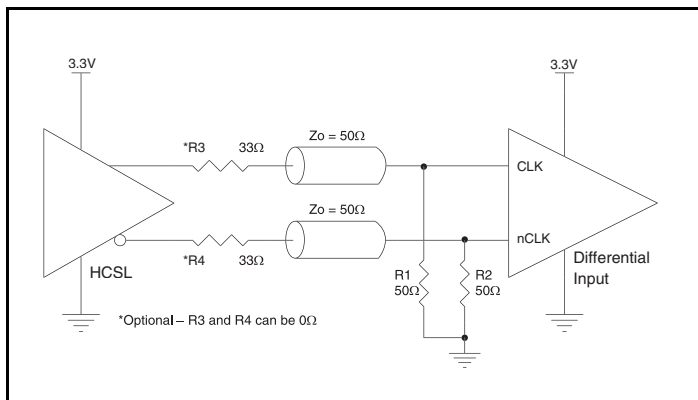 3.3V
3.3V
*R3 33Ω
Zo = 50Ω
CLK
Zo = 50Ω
nCLK
HCSL
*R4 33Ω
Differential
Input
R1
50Ω
R2
50Ω
*Optional – R3 and R4 can be 0Ω